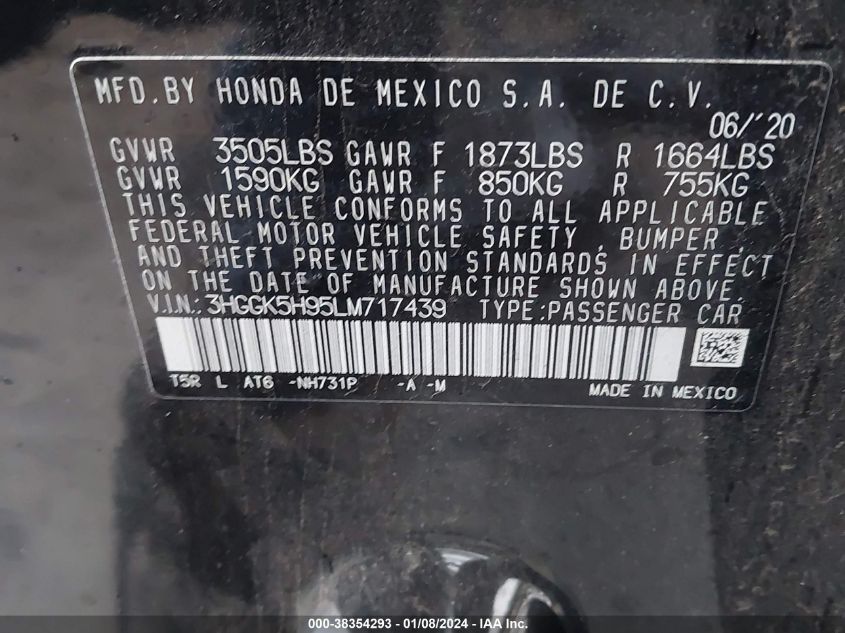 MFD. BY HONDA DE MEXICO S.A. DE C.V.
06/'20
GVWR 3505LBS GAWR F 1873LBS R 1664LBS
GVWR 1590KG GAWR F 850KG R 755KG
THIS VEHICLE CONFORMS TO ALL APPLICABLE
FEDERAL MOTOR VEHICLE SAFETY , BUMPER ,
AND THEFT PREVENTION STANDARDS IN EFFECT
ON THE DATE OF MANUFACTURE SHOWN ABOVE.
V.I.N.: 3HGGK5H95LM717439 TYPE:PASSENGER CAR
T5R L AT6 -NH731P -A -M
MADE IN MEXICO
000-38354293 - 01/08/2024 - IAA Inc.